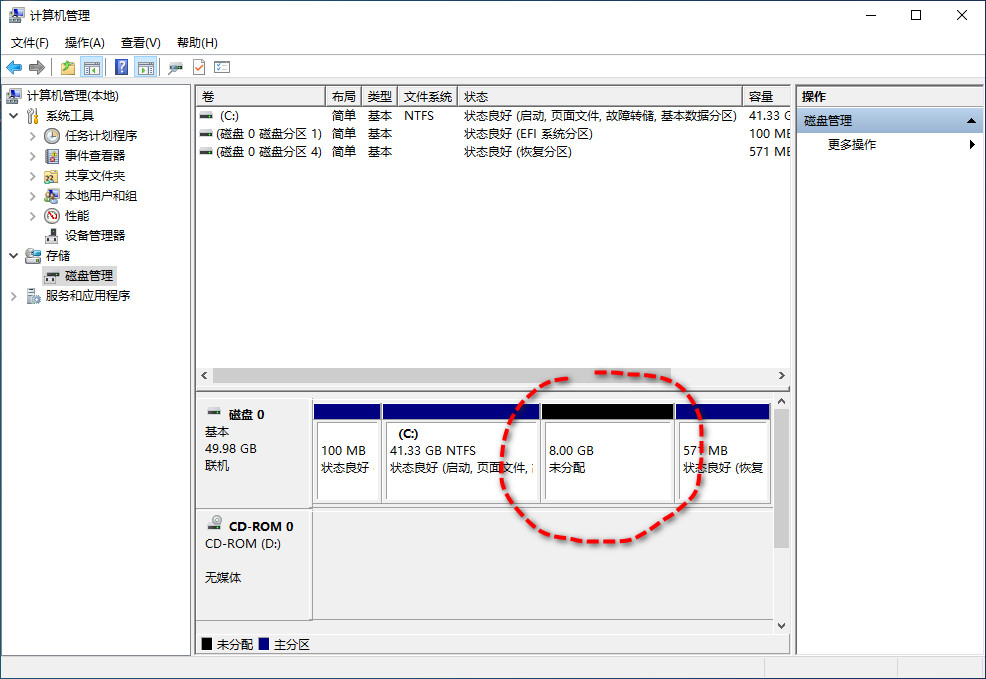 计算机管理
文件(F) 操作(A) 查看(V) 帮助(H)
计算机管理(本地)
系统工具
任务计划程序
事件查看器
共享文件夹
本地用户和组
性能
设备管理器
存储
磁盘管理
服务和应用程序
卷 布局 类型 文件系统 状态 容量
(C:) 简单 基本 NTFS 状态良好 (启动, 页面文件, 故障转储, 基本数据分区) 41.33 G
(磁盘 0 磁盘分区 1) 简单 基本 状态良好 (EFI 系统分区) 100 MB
(磁盘 0 磁盘分区 4) 简单 基本 状态良好 (恢复分区) 571 MB
磁盘 0
基本
49.98 GB
联机
100 MB
状态良好
(C:)
41.33 GB NTFS
状态良好 (启动, 页面文件,
8.00 GB
未分配
571 MB
状态良好 (恢复
CD-ROM 0
CD-ROM (D:)
无媒体
未分配 主分区
操作
磁盘管理
更多操作